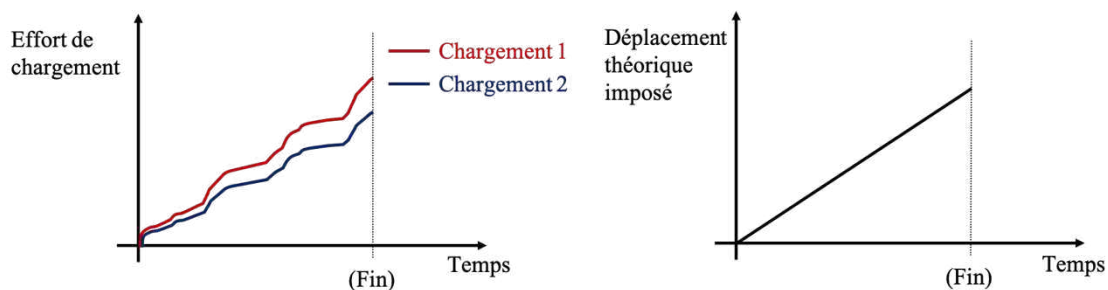 Effort de
chargement
Chargement 1
Chargement 2
Temps
(Fin)
Déplacement
théorique
imposé
Temps
(Fin)